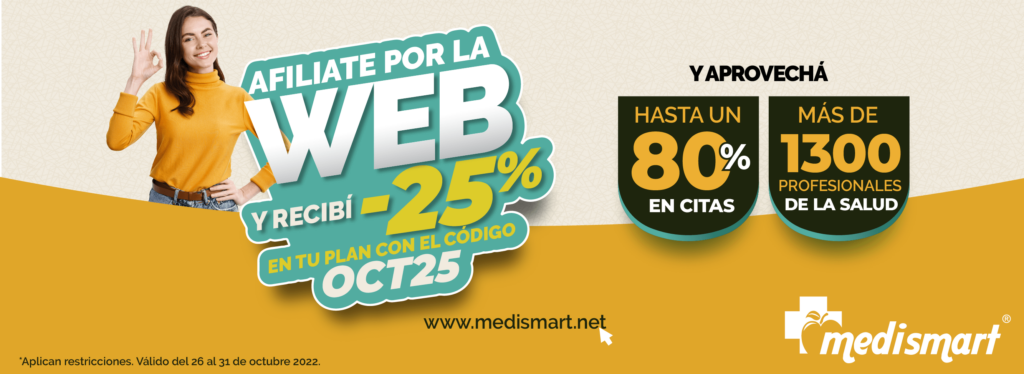 AFILIATE POR LA
WEB
Y RECIBÍ -25%
EN TU PLAN CON EL CÓDIGO
OCT25
Y APROVECHÁ
HASTA UN
80%
EN CITAS
MÁS DE
1300
PROFESIONALES
DE LA SALUD
www.medismart.net
medismart®
*Aplican restricciones. Válido del 26 al 31 de octubre 2022.